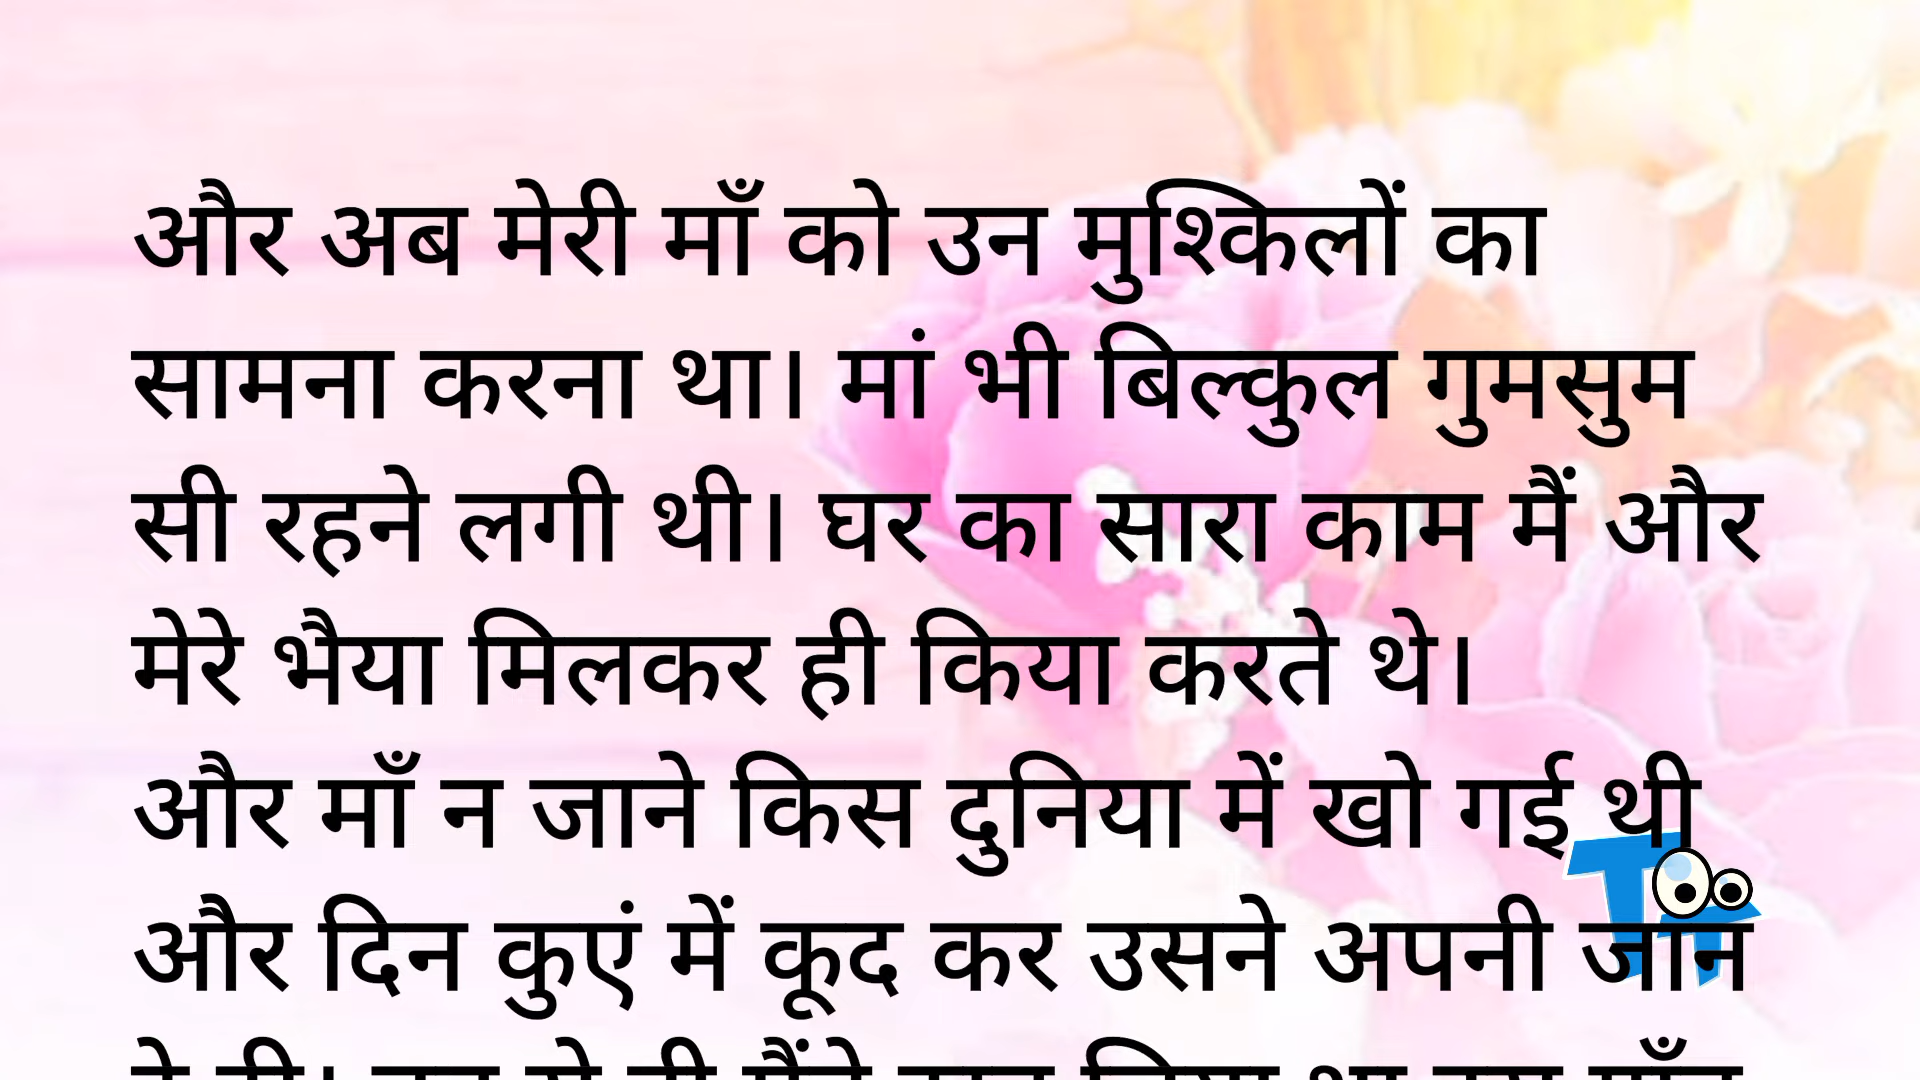 और अब मेरी माँ को उन मुश्किलों का
सामना करना था। मां भी बिल्कुल गुमसुम
सी रहने लगी थी। घर का सारा काम मैं और
मेरे भैया मिलकर ही किया करते थे।
और माँ न जाने किस दुनिया में खो गई थी
और दिन कुएं में कूद कर उसने अपनी जान